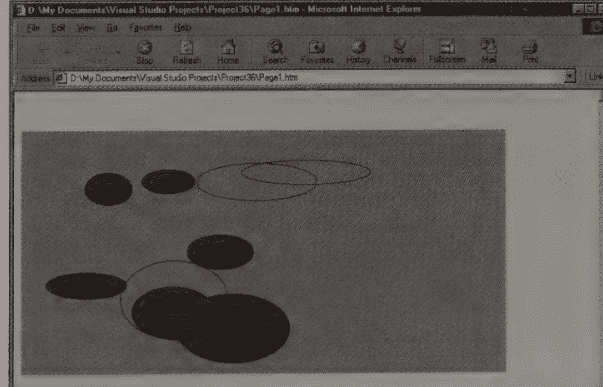 D:\My Documents\Visual Studio Projects\Project36\Page1.htm - Microsoft Internet Explorer
File Edit View Go Favorites Help
Stop Refresh Home Search Favorites History Channels Fullscreen Mail Print
Address D:\My Documents\Visual Studio Projects\Project36\Page1.htm